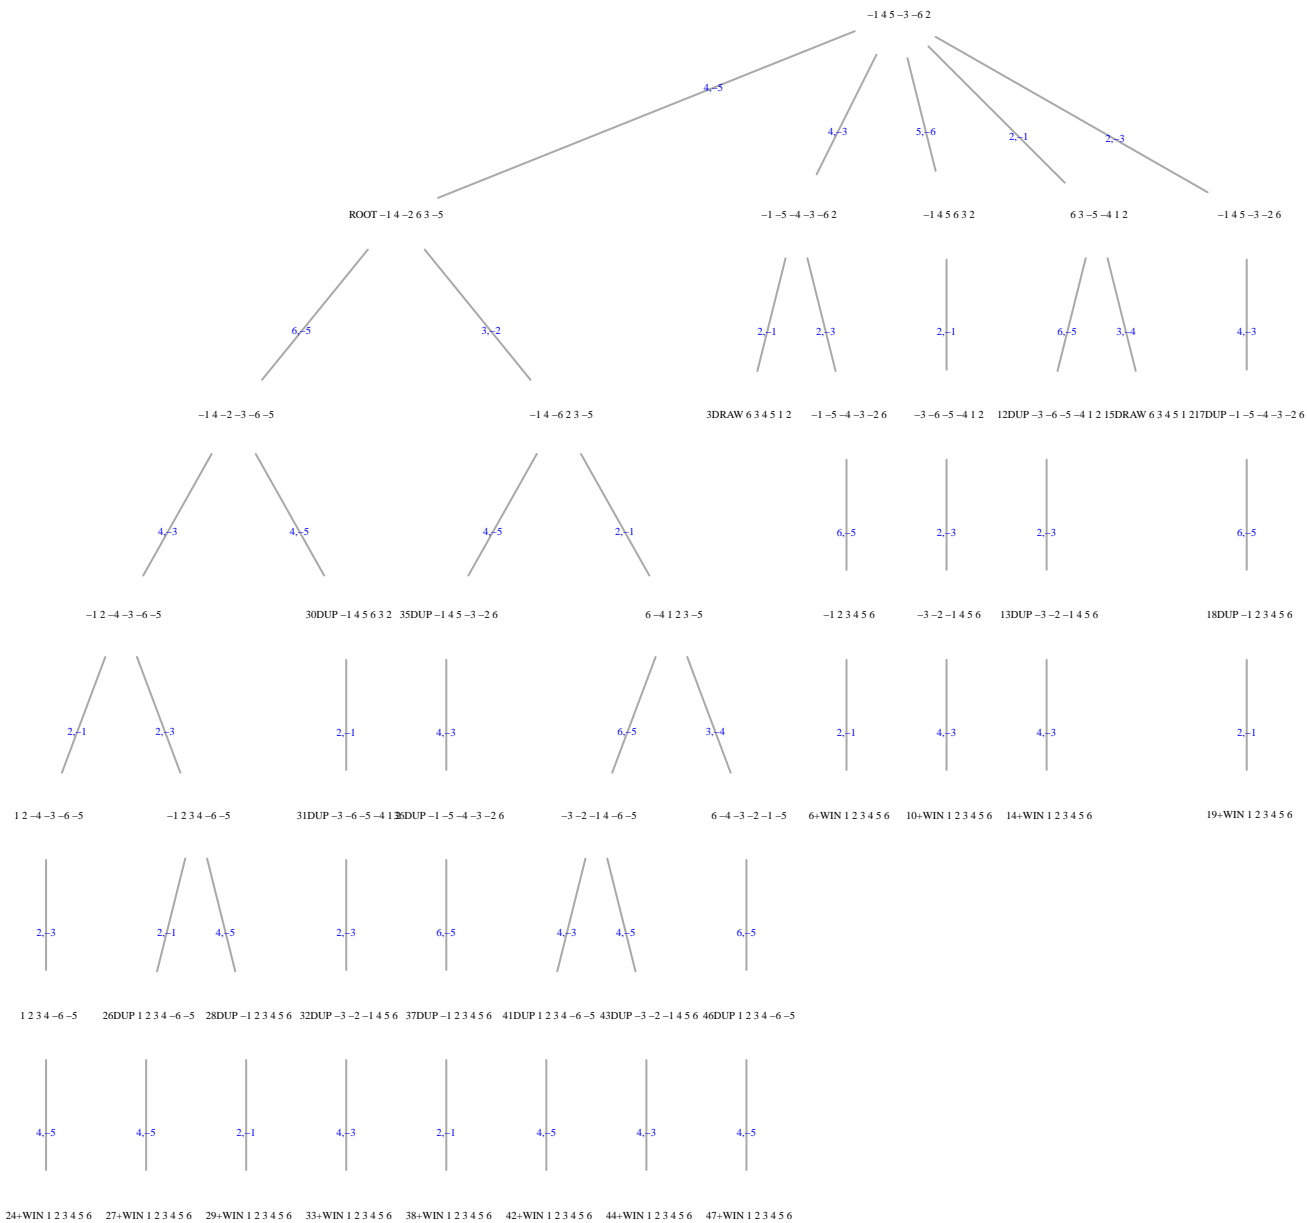 −1 4 5 −3 −6 2
4,−5
4,−3
5,−6
2,−1
2,−3
ROOT −1 4 −2 6 3 −5
−1 −5 −4 −3 −6 2
−1 4 5 6 3 2
6 3 −5 −4 1 2
−1 4 5 −3 −2 6
6,−5
3,−2
2,−1
2,−3
2,−1
6,−5
3,−4
4,−3
−1 4 −2 −3 −6 −5
−1 4 −6 2 3 −5
3DRAW 6 3 4 5 1 2
−1 −5 −4 −3 −2 6
−3 −6 −5 −4 1 2
12DUP −3 −6 −5 −4 1 2
15DRAW 6 3 4 5 1 2
17DUP −1 −5 −4 −3 −2 6
4,−3
4,−5
4,−5
2,−1
6,−5
2,−3
2,−3
6,−5
−1 2 −4 −3 −6 −5
30DUP −1 4 5 6 3 2
35DUP −1 4 5 −3 −2 6
6 −4 1 2 3 −5
−1 2 3 4 5 6
−3 −2 −1 4 5 6
13DUP −3 −2 −1 4 5 6
18DUP −1 2 3 4 5 6
2,−1
2,−3
2,−1
4,−3
6,−5
3,−4
2,−1
4,−3
4,−3
2,−1
1 2 −4 −3 −6 −5
−1 2 3 4 −6 −5
31DUP −3 −6 −5 −4 1 2
36DUP −1 −5 −4 −3 −2 6
−3 −2 −1 4 −6 −5
6 −4 −3 −2 −1 −5
6+WIN 1 2 3 4 5 6
10+WIN 1 2 3 4 5 6
14+WIN 1 2 3 4 5 6
19+WIN 1 2 3 4 5 6
2,−3
2,−1
4,−5
2,−3
6,−5
4,−3
4,−5
6,−5
1 2 3 4 −6 −5
26DUP 1 2 3 4 −6 −5
28DUP −1 2 3 4 5 6
32DUP −3 −2 −1 4 5 6
37DUP −1 2 3 4 5 6
41DUP 1 2 3 4 −6 −5
43DUP −3 −2 −1 4 5 6
46DUP 1 2 3 4 −6 −5
4,−5
4,−5
2,−1
4,−3
2,−1
4,−5
4,−3
4,−5
24+WIN 1 2 3 4 5 6
27+WIN 1 2 3 4 5 6
29+WIN 1 2 3 4 5 6
33+WIN 1 2 3 4 5 6
38+WIN 1 2 3 4 5 6
42+WIN 1 2 3 4 5 6
44+WIN 1 2 3 4 5 6
47+WIN 1 2 3 4 5 6